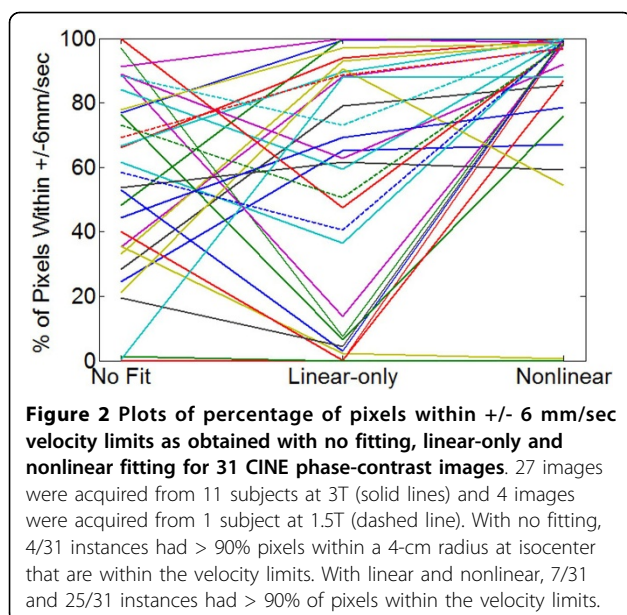 100
80
60
40
20
0
% of Pixels Within +/-6mm/sec
No Fit
Linear-only
Nonlinear
Figure 2 Plots of percentage of pixels within +/- 6 mm/sec
velocity limits as obtained with no fitting, linear-only and
nonlinear fitting for 31 CINE phase-contrast images. 27 images
were acquired from 11 subjects at 3T (solid lines) and 4 images
were acquired from 1 subject at 1.5T (dashed line). With no fitting,
4/31 instances had > 90% pixels within a 4-cm radius at isocenter
that are within the velocity limits. With linear and nonlinear, 7/31
and 25/31 instances had > 90% of pixels within the velocity limits.